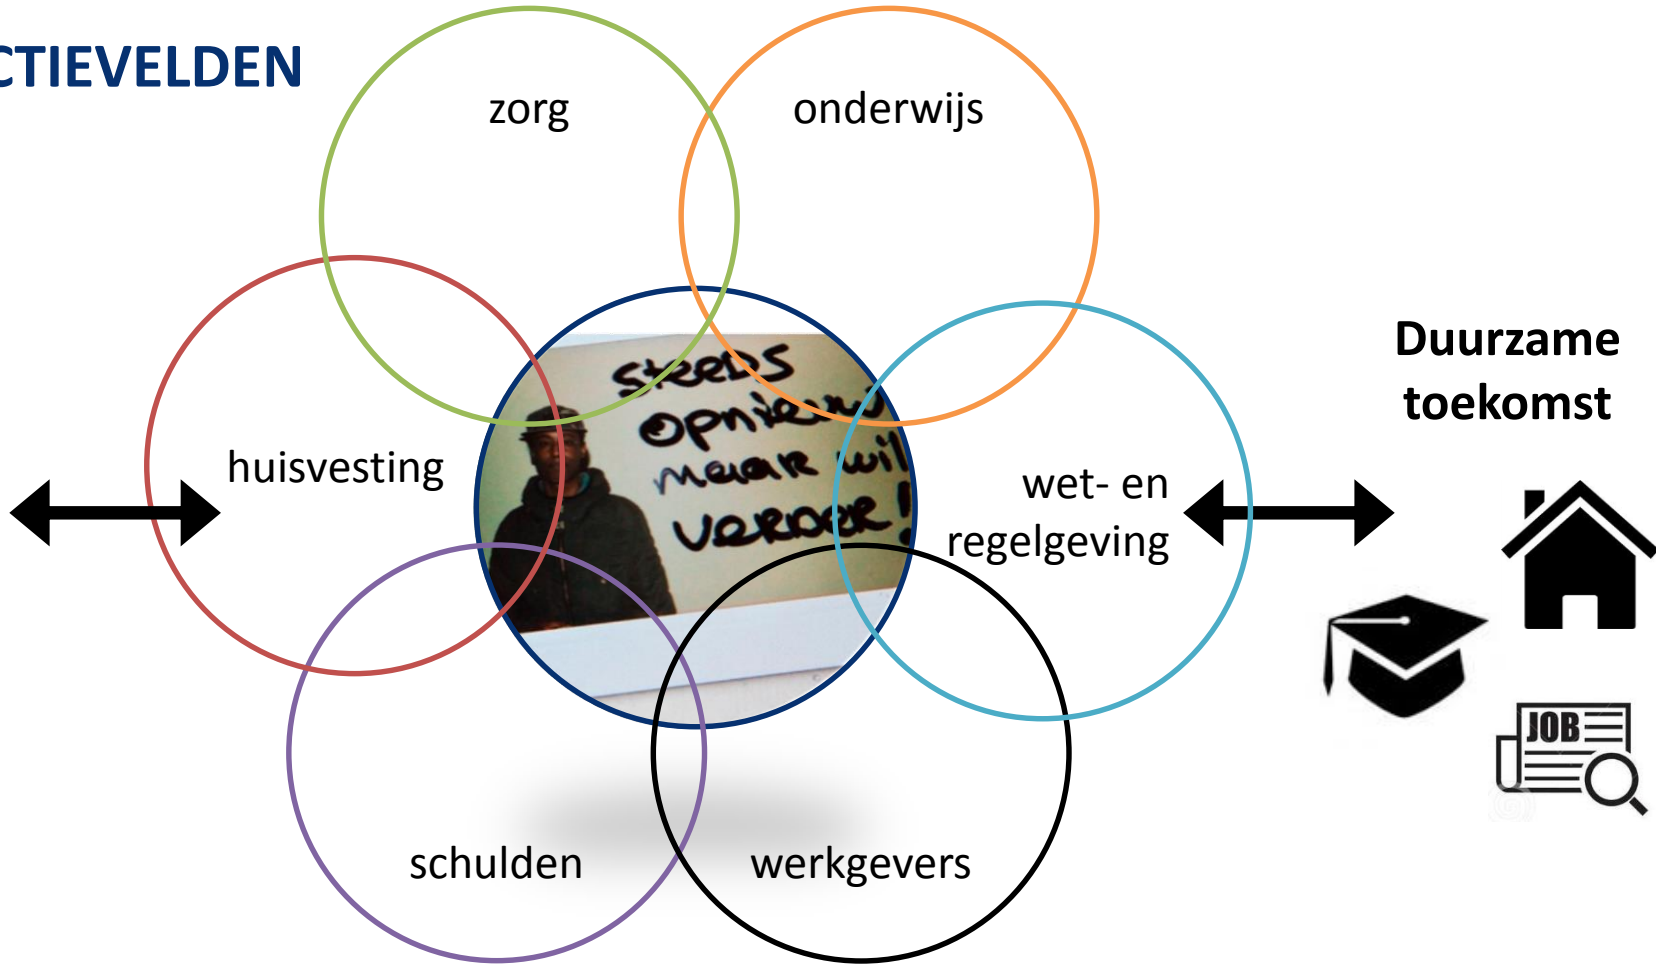 CTIEVELDEN
zorg
onderwijs
Duurzame
toekomst
steeds
opnieuw
maar wil
verder!
huisvesting
wet- en
regelgeving
JOB
schulden
werkgevers